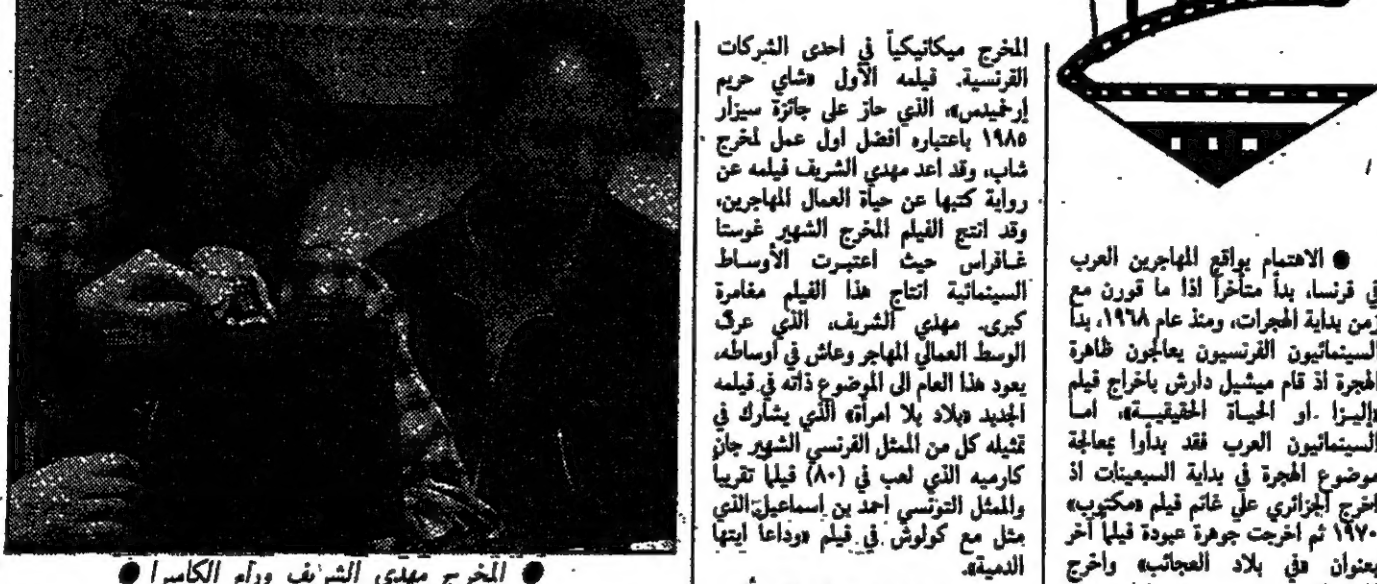 ● الاهتمام بواقع المهاجرين العرب
في فرنسا، بدأ متأخراً اذا ما قورن مع
زمن بداية الهجرات، ومنذ عام ١٩٦٨، بدأ
السينمائيون الفرنسيون يعالجون ظاهرة
الهجرة اذ قام ميشيل دارش باخراج فيلم
«إليـزا او الحيـاة الحقيقيـة»، امـا
السينمائيون العرب فقد بدأوا بمعالجة
موضوع الهجرة في بداية السبعينات اذ
اخرج الجزائري علي غانم فيلم «مكتوب»
١٩٧٠ ثم اخرجت جوهرة عبودة فيلماً آخر
بعنوان «في بلاد العجائب» واخرج
المخرج ميكانيكياً في احدى الشركات
الفرنسية. فيلمه الأول «شاي حريم
إرخميدس»، الذي حاز على جائزة سيزار
١٩٨٥ باعتباره افضل اول عمل لمخرج
شاب، وقد اعد مهدي الشريف فيلمه عن
رواية كتبها عن حياة العمال المهاجرين،
وقد انتج الفيلم المخرج الشهير غوستا
غـافراس حيث اعتبـرت الأوسـاط
السينمائية انتاج هذا الفيلم مغامرة
كبرى. مهدي الشريف، الذي عرف
الوسط العمالي المهاجر وعاش في اوساطه،
يعود هذا العام الى الموضوع ذاته في فيلمه
الجديد «بلاد بلا امرأة» الذي يشارك في
تمثيله كل من الممثل الفرنسي الشهير جان
كارميه الذي لعب في (٨٠) فيلماً تقريباً
والممثل التونسي احمد بن اسماعيل الذي
مثل مع كولوش في فيلم «وداعاً ايتها
الدمية».
● المخرج مهدي الشريف وراء الكاميرا ●